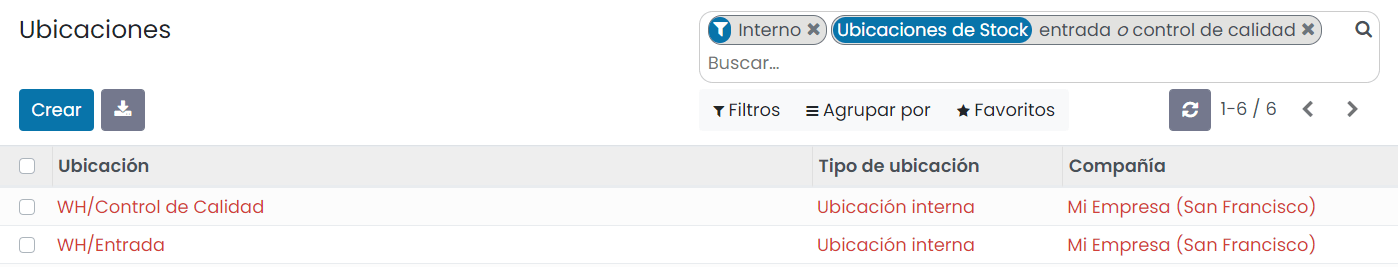 Ubicaciones
Interno ✖ Ubicaciones de Stock entrada o control de calidad ✖
Buscar...
Crear
Filtros Agrupar por Favoritos 1-6 / 6
Ubicación Tipo de ubicación Compañía
WH/Control de Calidad Ubicación interna Mi Empresa (San Francisco)
WH/Entrada Ubicación interna Mi Empresa (San Francisco)